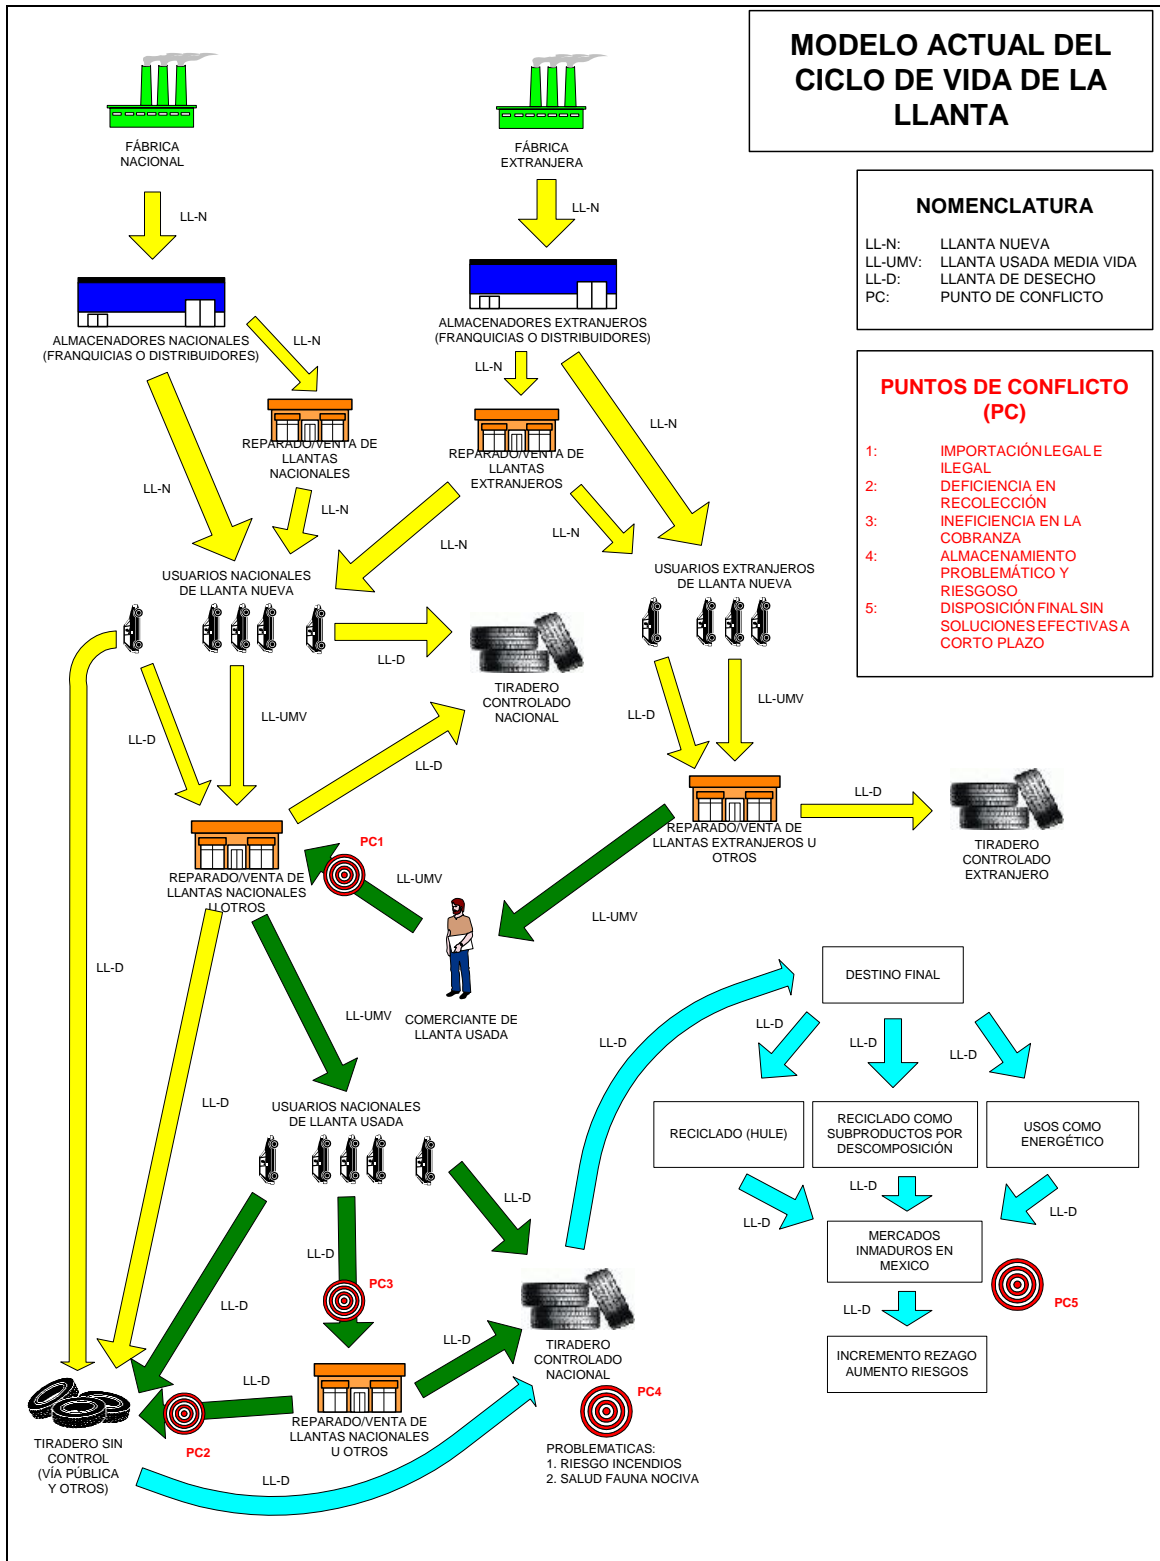 MODELO ACTUAL DEL
CICLO DE VIDA DE LA
LLANTA
FÁBRICA
NACIONAL
FÁBRICA
EXTRANJERA
NOMENCLATURA
LL-N: LLANTA NUEVA
LL-UMV: LLANTA USADA MEDIA VIDA
LL-D: LLANTA DE DESECHO
PC: PUNTO DE CONFLICTO
LL-N
LL-N
ALMACENADORES NACIONALES
(FRANQUICIAS O DISTRIBUIDORES)
ALMACENADORES EXTRANJEROS
(FRANQUICIAS O DISTRIBUIDORES)
LL-N
LL-N
PUNTOS DE CONFLICTO
(PC)
1: IMPORTACIÓN LEGAL E
ILEGAL
2: DEFICIENCIA EN
RECOLECCIÓN
3: INEFICIENCIA EN LA
COBRANZA
4: ALMACENAMIENTO
PROBLEMÁTICO Y
RIESGOSO
5: DISPOSICIÓN FINAL SIN
SOLUCIONES EFECTIVAS A
CORTO PLAZO
REPARADO/VENTA DE
LLANTAS
NACIONALES
REPARADO/VENTA DE
LLANTAS
EXTRANJEROS
LL-N
LL-N
LL-N
LL-N
LL-N
USUARIOS NACIONALES
DE LLANTA NUEVA
USUARIOS EXTRANJEROS
DE LLANTA NUEVA
LL-D
TIRADERO
CONTROLADO
NACIONAL
LL-D
LL-UMV
LL-D
LL-D
LL-UMV
LL-D
REPARADO/VENTA DE
LLANTAS EXTRANJEROS U
OTROS
TIRADERO
CONTROLADO
EXTRANJERO
PC1
REPARADO/VENTA DE
LLANTAS NACIONALES
U OTROS
LL-UMV
LL-UMV
LL-D
LL-UMV
COMERCIANTE DE
LLANTA USADA
DESTINO FINAL
LL-D
LL-D
LL-D
LL-D
LL-D
USUARIOS NACIONALES
DE LLANTA USADA
RECICLADO (HULE)
RECICLADO COMO
SUBPRODUCTOS POR
DESCOMPOSICIÓN
USOS COMO
ENERGÉTICO
LL-D
LL-D
LL-D
LL-D
LL-D
MERCADOS
INMADUROS EN
MEXICO
PC3
PC5
LL-D
LL-D
LL-D
TIRADERO
CONTROLADO
NACIONAL
INCREMENTO REZAGO
AUMENTO RIESGOS
LL-D
PC4
PC2
REPARADO/VENTA DE
LLANTAS NACIONALES
U OTROS
TIRADERO SIN
CONTROL
(VÍA PÚBLICA
Y OTROS)
LL-D
PROBLEMATICAS:
1. RIESGO INCENDIOS
2. SALUD FAUNA NOCIVA